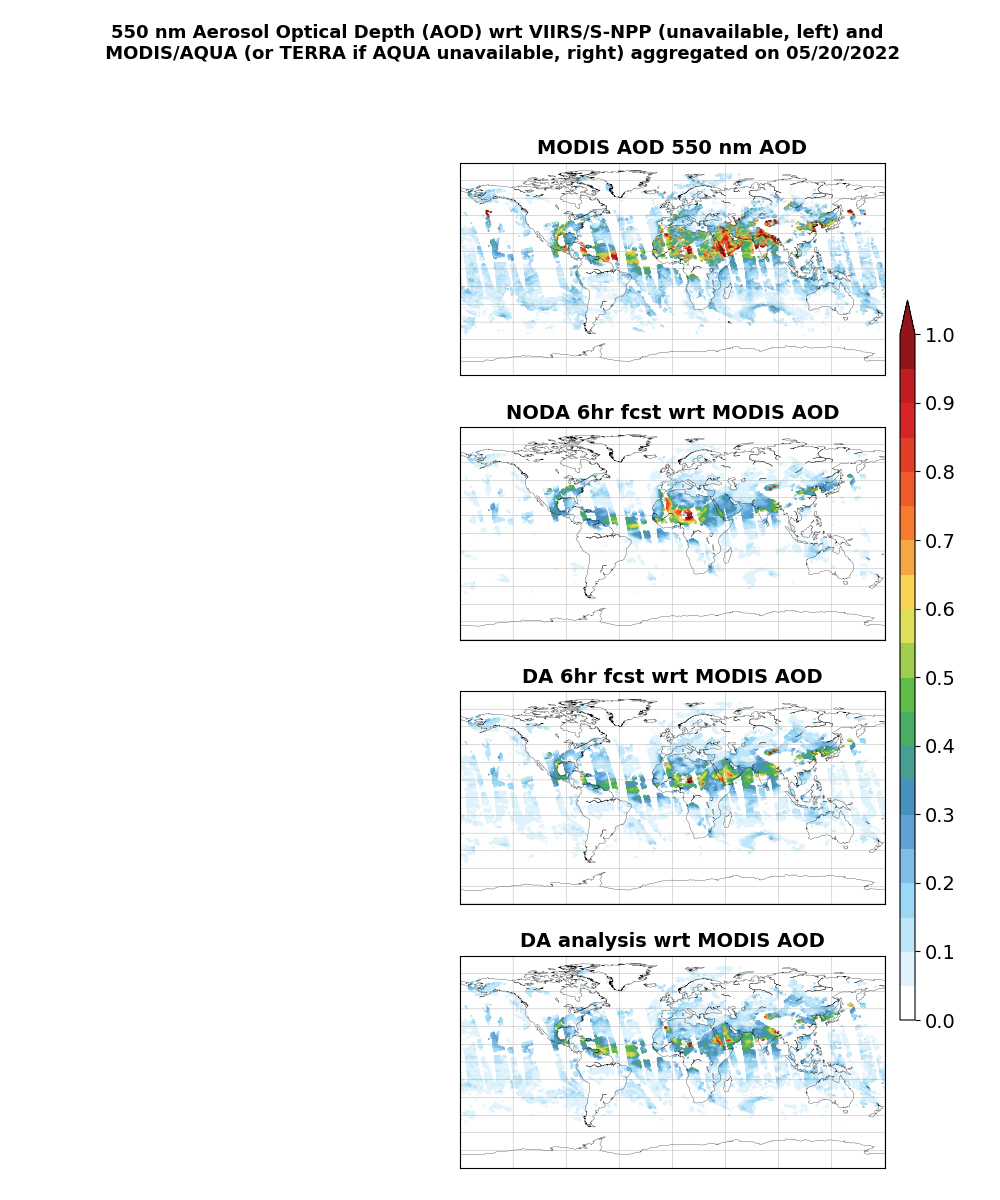 550 nm Aerosol Optical Depth (AOD) wrt VIIRS/S-NPP (unavailable, left) and
MODIS/AQUA (or TERRA if AQUA unavailable, right) aggregated on 05/20/2022
MODIS AOD 550 nm AOD
NODA 6hr fcst wrt MODIS AOD
DA 6hr fcst wrt MODIS AOD
DA analysis wrt MODIS AOD
1.0
0.9
0.8
0.7
0.6
0.5
0.4
0.3
0.2
0.1
0.0